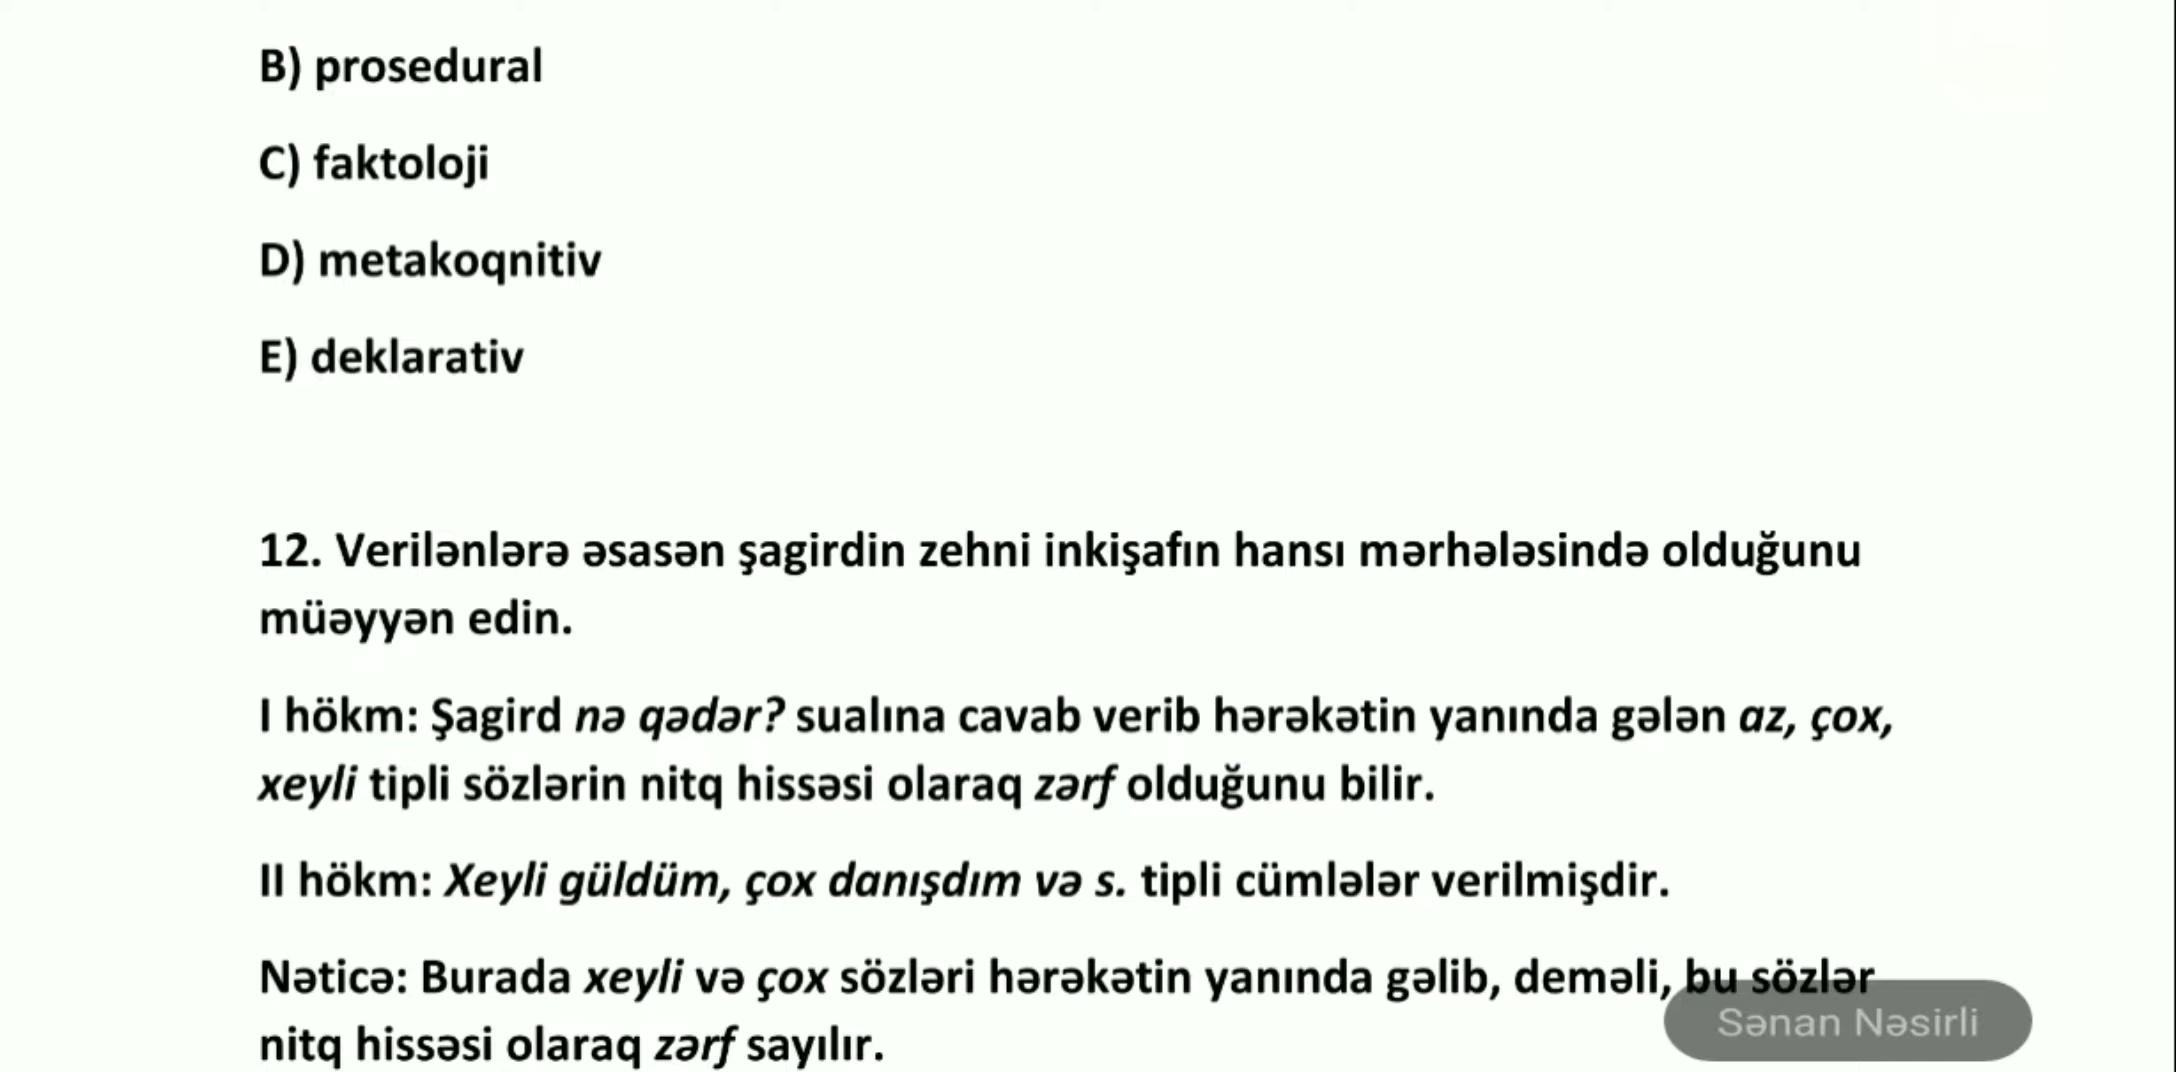 B) prosedural
C) faktoloji
D) metakoqnitiv
E) deklarativ
12. Verilənlərə əsasən şagirdin zehni inkişafın hansı mərhələsində olduğunu
müəyyən edin.
I hökm: Şagird nə qədər? sualına cavab verib hərəkətin yanında gələn az, çox,
xeyli tipli sözlərin nitq hissəsi olaraq zərf olduğunu bilir.
II hökm: Xeyli güldüm, çox danışdım və s. tipli cümlələr verilmişdir.
Nəticə: Burada xeyli və çox sözləri hərəkətin yanında gəlib, deməli, bu sözlər
nitq hissəsi olaraq zərf sayılır.
Sənan Nəsirli